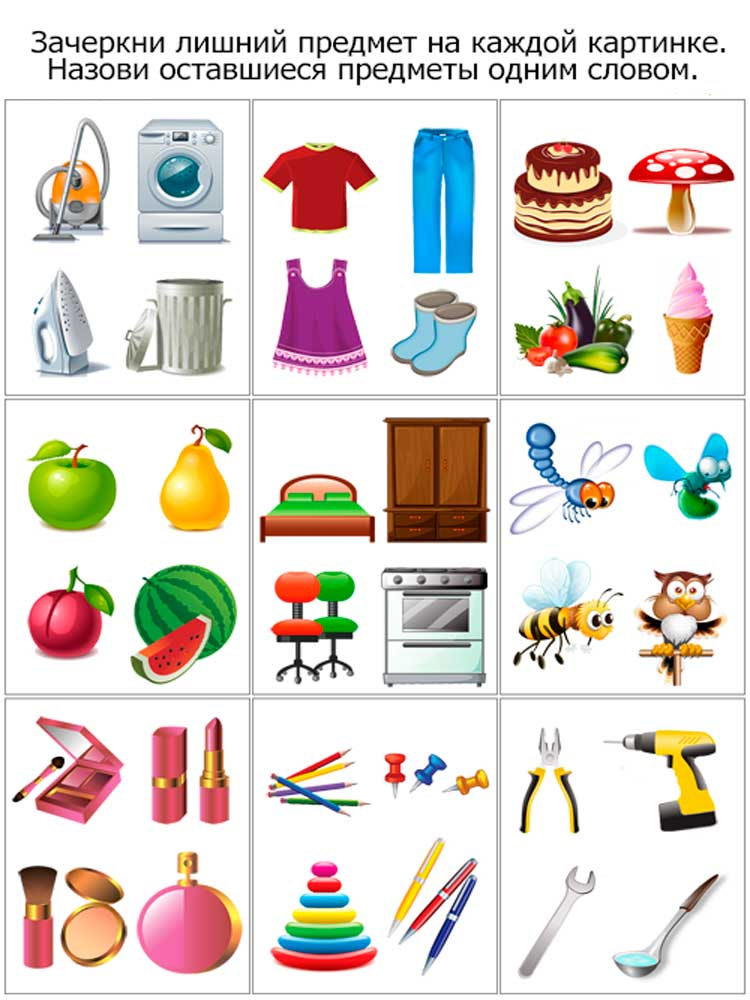 Зачеркни лишний предмет на каждой картинке.
Назови оставшиеся предметы одним словом.